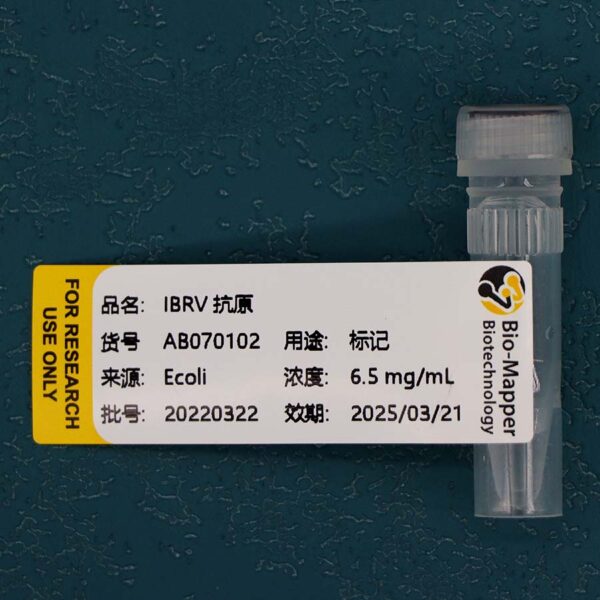 FOR RESEARCH
USE ONLY
品名: IBRV 抗原
货号 AB070102 用途: 标记
来源: Ecoli 浓度: 6.5 mg/mL
批号: 20220322 效期: 2025/03/21
Bio-Mapper
Biotechnology